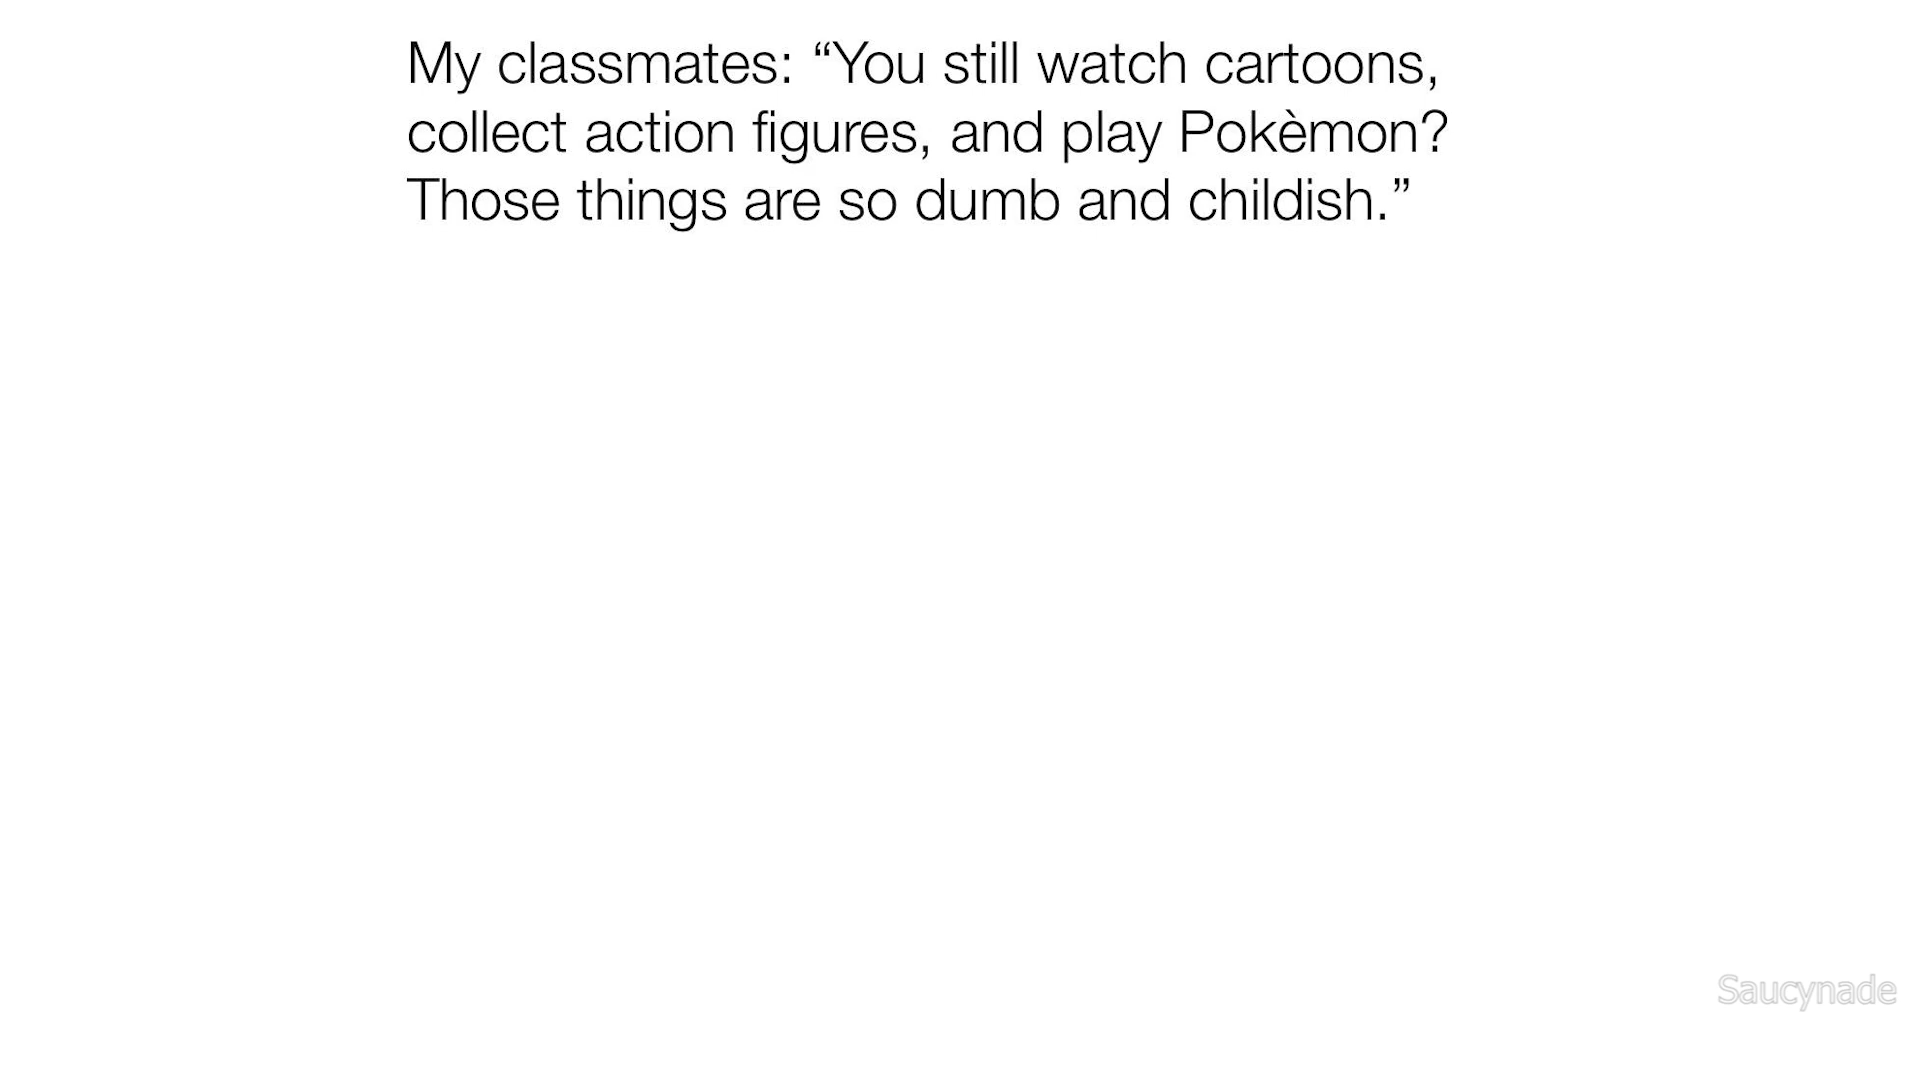 My classmates: “You still watch cartoons,
collect action figures, and play Pokèmon?
Those things are so dumb and childish.”
Saucynade